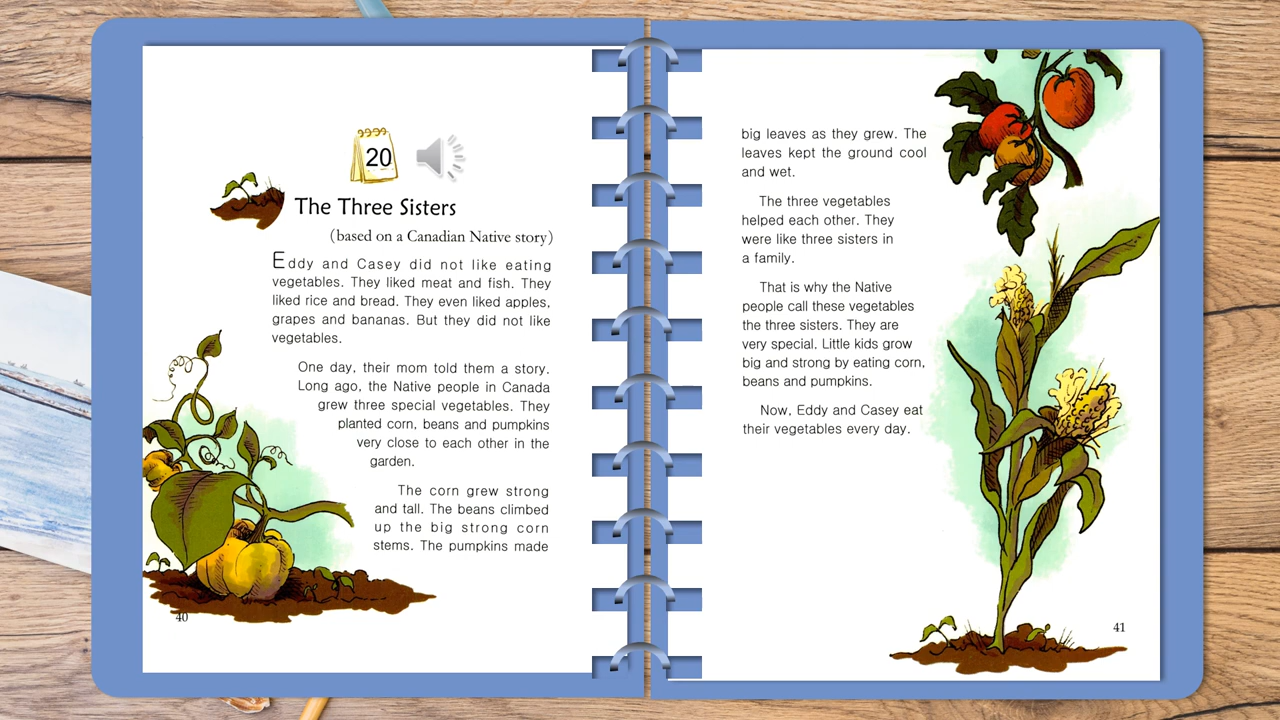 20
The Three Sisters
(based on a Canadian Native story)
Eddy and Casey did not like eating
vegetables. They liked meat and fish. They
liked rice and bread. They even liked apples,
grapes and bananas. But they did not like
vegetables.
One day, their mom told them a story.
Long ago, the Native people in Canada
grew three special vegetables. They
planted corn, beans and pumpkins
very close to each other in the
garden.
The corn grew strong
and tall. The beans climbed
up the big strong corn
stems. The pumpkins made
40
big leaves as they grew. The
leaves kept the ground cool
and wet.
The three vegetables
helped each other. They
were like three sisters in
a family.
That is why the Native
people call these vegetables
the three sisters. They are
very special. Little kids grow
big and strong by eating corn,
beans and pumpkins.
Now, Eddy and Casey eat
their vegetables every day.
41